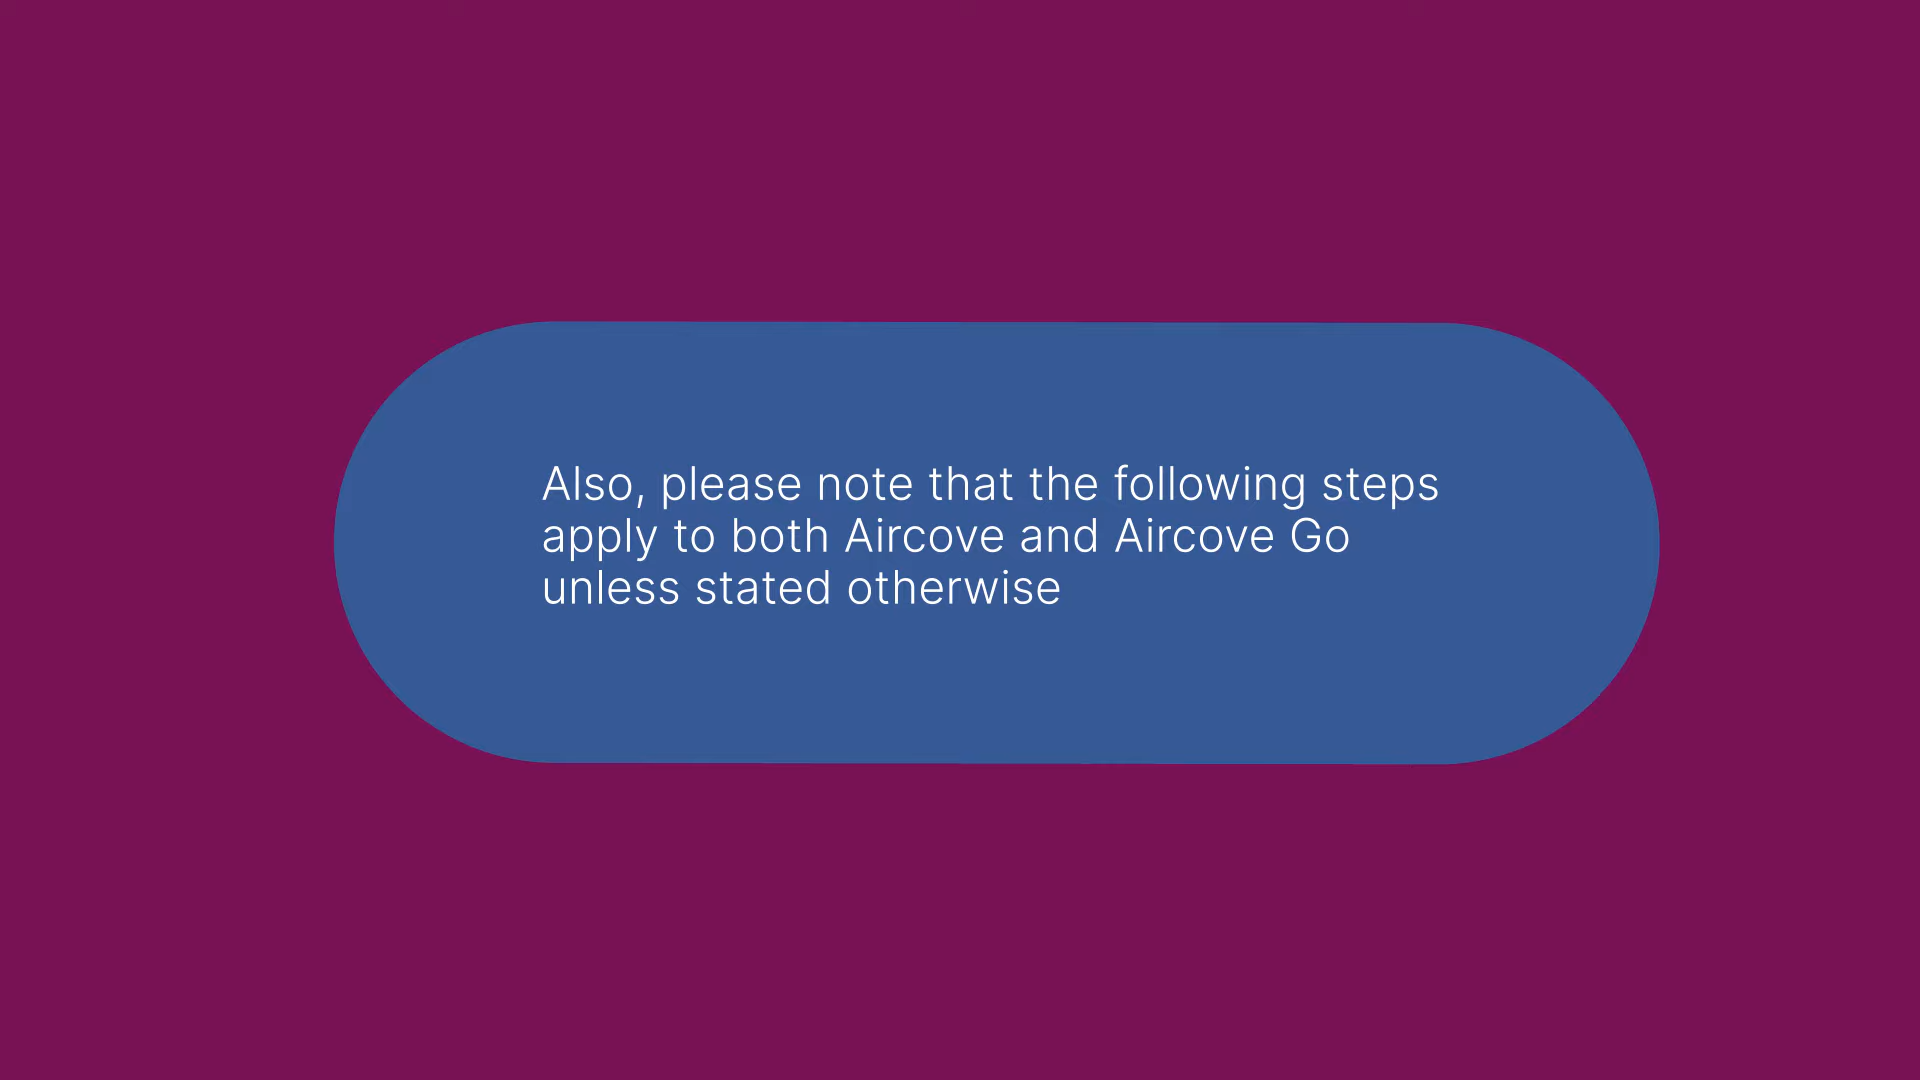 Also, please note that the following steps
apply to both Aircove and Aircove Go
unless stated otherwise